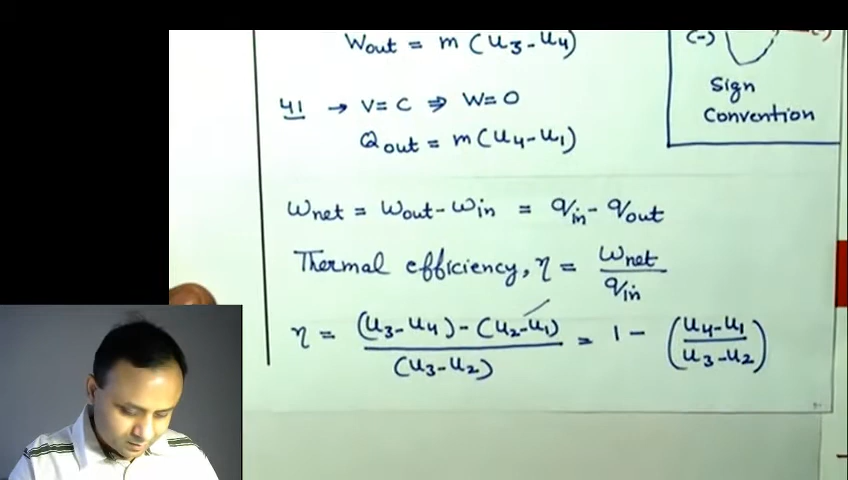 Wout = m (u3-u4)
(-)
Sign
Convention
41 → V = C ⇒ W = 0
Qout = m (u4-u1)
wnet = wout - win = qin - qout
Thermal efficiency, η = wnet / qin
η = (u3-u4) - (u2-u1) / (u3-u2) = 1 - (u4-u1 / u3-u2)